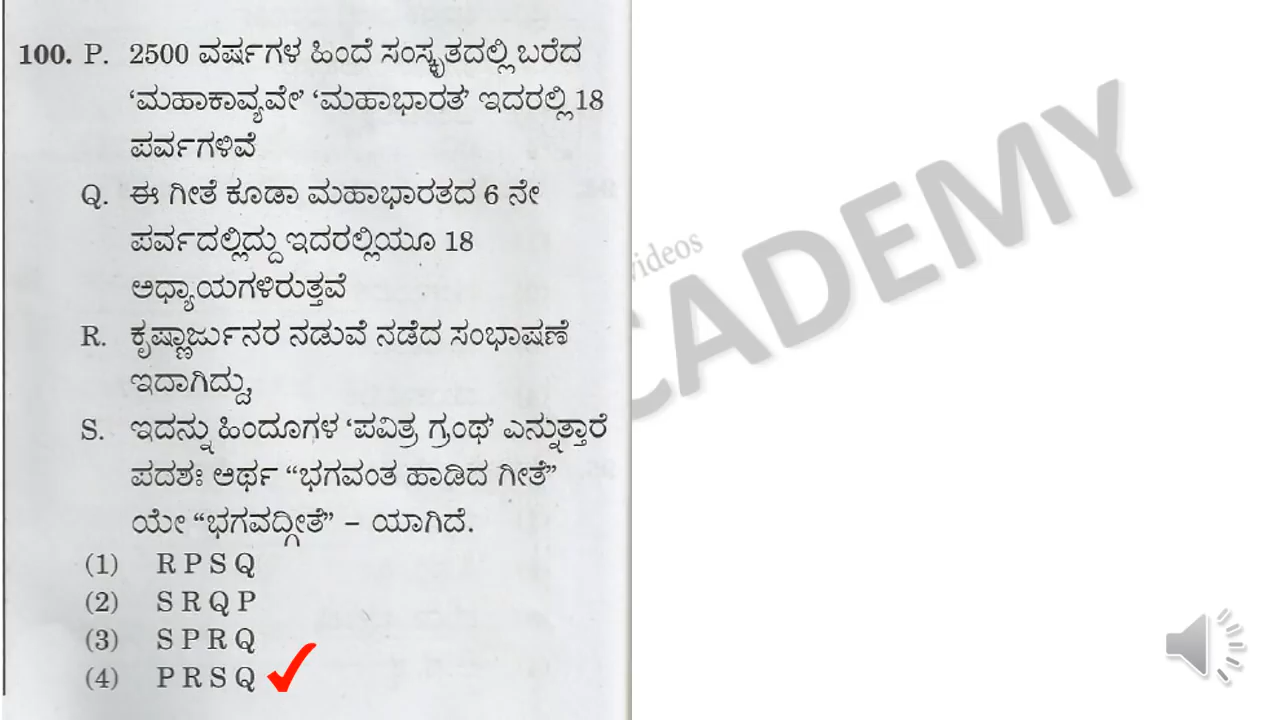 100. P. 2500 ವರ್ಷಗಳ ಹಿಂದೆ ಸಂಸ್ಕೃತದಲ್ಲಿ ಬರೆದ
‘ಮಹಾಕಾವ್ಯವೇ’ ‘ಮಹಾಭಾರತ’ ಇದರಲ್ಲಿ 18
ಪರ್ವಗಳಿವೆ
Q. ಈ ಗೀತೆ ಕೂಡಾ ಮಹಾಭಾರತದ 6 ನೇ
ಪರ್ವದಲ್ಲಿದ್ದು ಇದರಲ್ಲಿಯೂ 18
ಅಧ್ಯಾಯಗಳಿರುತ್ತವೆ
R. ಕೃಷ್ಣಾರ್ಜುನರ ನಡುವೆ ನಡೆದ ಸಂಭಾಷಣೆ
ಇದಾಗಿದ್ದು,
S. ಇದನ್ನು ಹಿಂದೂಗಳ ‘ಪವಿತ್ರ ಗ್ರಂಥ’ ಎನ್ನುತ್ತಾರೆ
ಪದಶಃ ಅರ್ಥ “ಭಗವಂತ ಹಾಡಿದ ಗೀತೆ”
ಯೇ “ಭಗವದ್ಗೀತೆ” – ಯಾಗಿದೆ.
(1) R P S Q
(2) S R Q P
(3) S P R Q
(4) P R S Q
videos
CADEMY